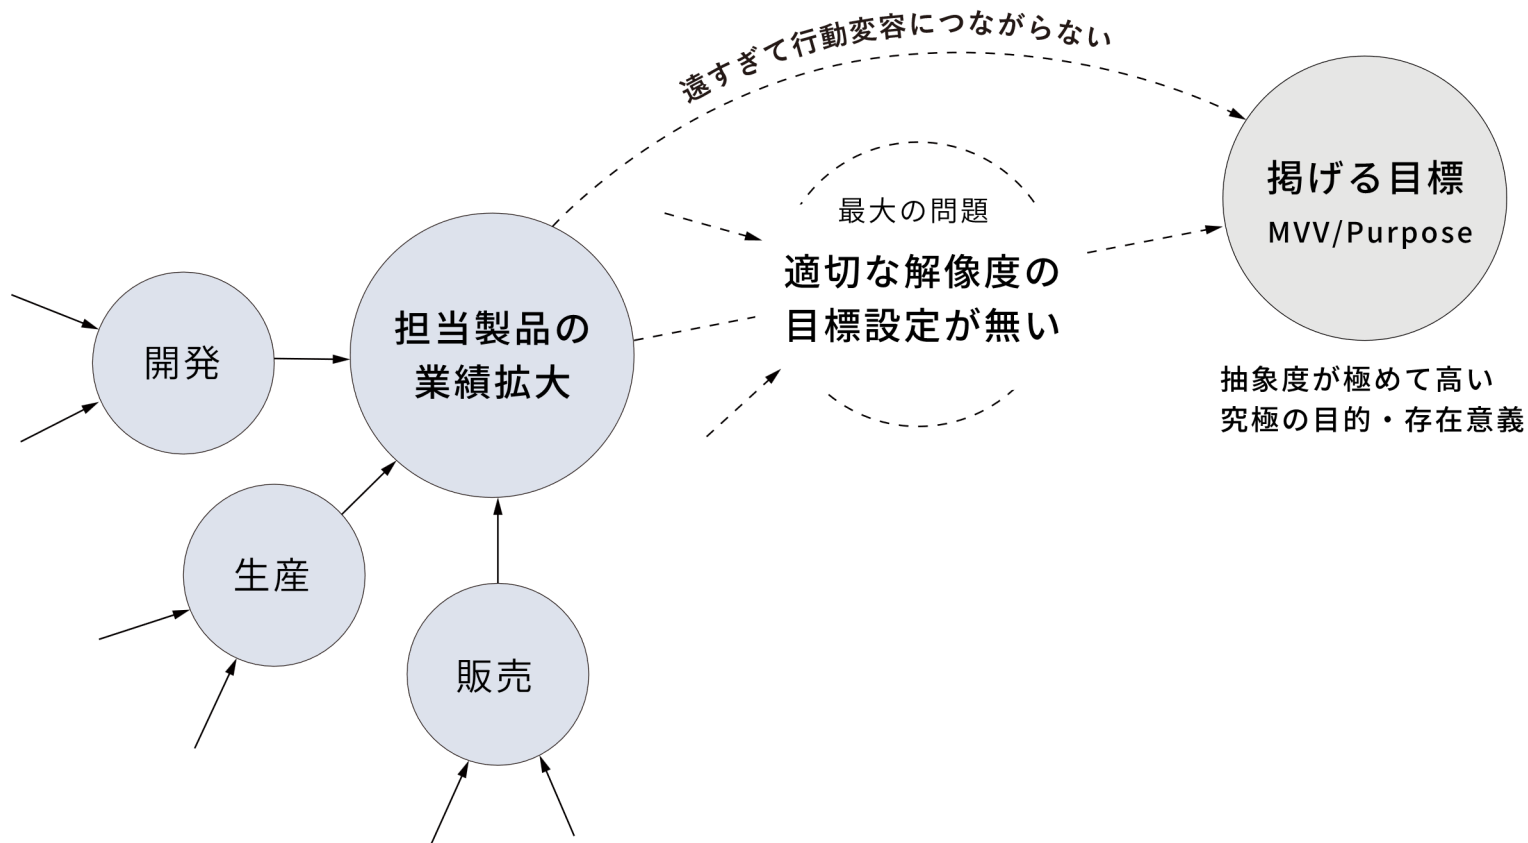 遠すぎて行動変容につながらない
最大の問題
適切な解像度の
目標設定が無い
掲げる目標
MVV/Purpose
抽象度が極めて高い
究極の目的・存在意義
担当製品の
業績拡大
開発
生産
販売